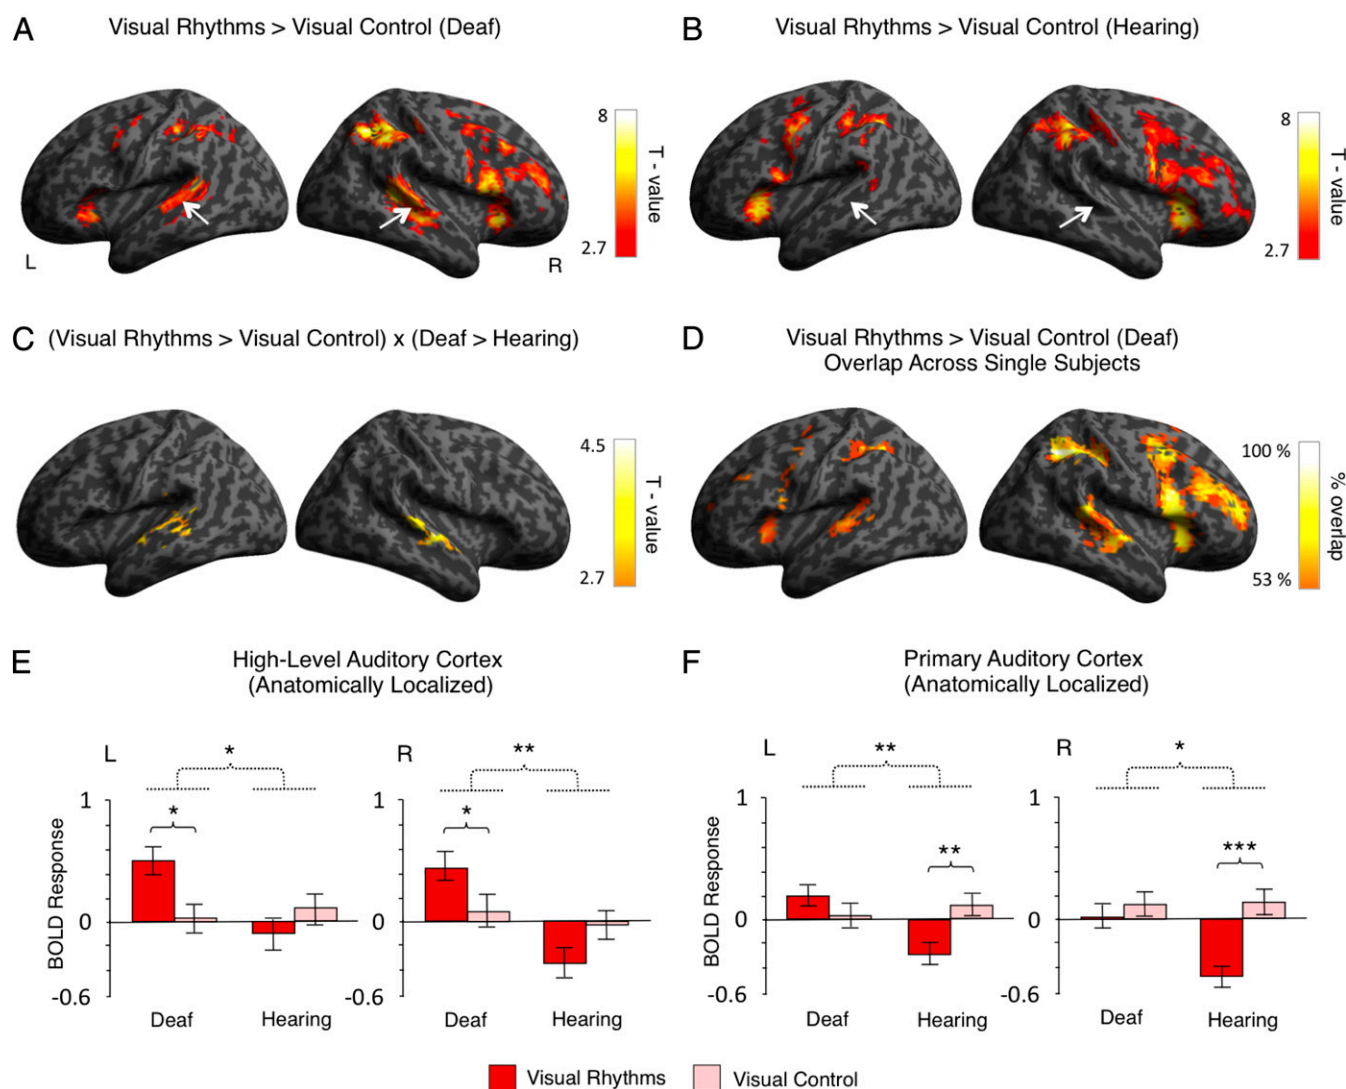 A Visual Rhythms > Visual Control (Deaf)
8
T - value
2.7
L
R
B Visual Rhythms > Visual Control (Hearing)
8
T - value
2.7
C (Visual Rhythms > Visual Control) x (Deaf > Hearing)
4.5
T - value
2.7
D Visual Rhythms > Visual Control (Deaf)
Overlap Across Single Subjects
100 %
% overlap
53 %
E High-Level Auditory Cortex
(Anatomically Localized)
L
*
*
1
0
-0.6
BOLD Response
Deaf Hearing
R
**
*
1
0
-0.6
Deaf Hearing
F Primary Auditory Cortex
(Anatomically Localized)
L
**
**
1
0
-0.6
BOLD Response
Deaf Hearing
R
*
***
1
0
-0.6
Deaf Hearing
Visual Rhythms Visual Control